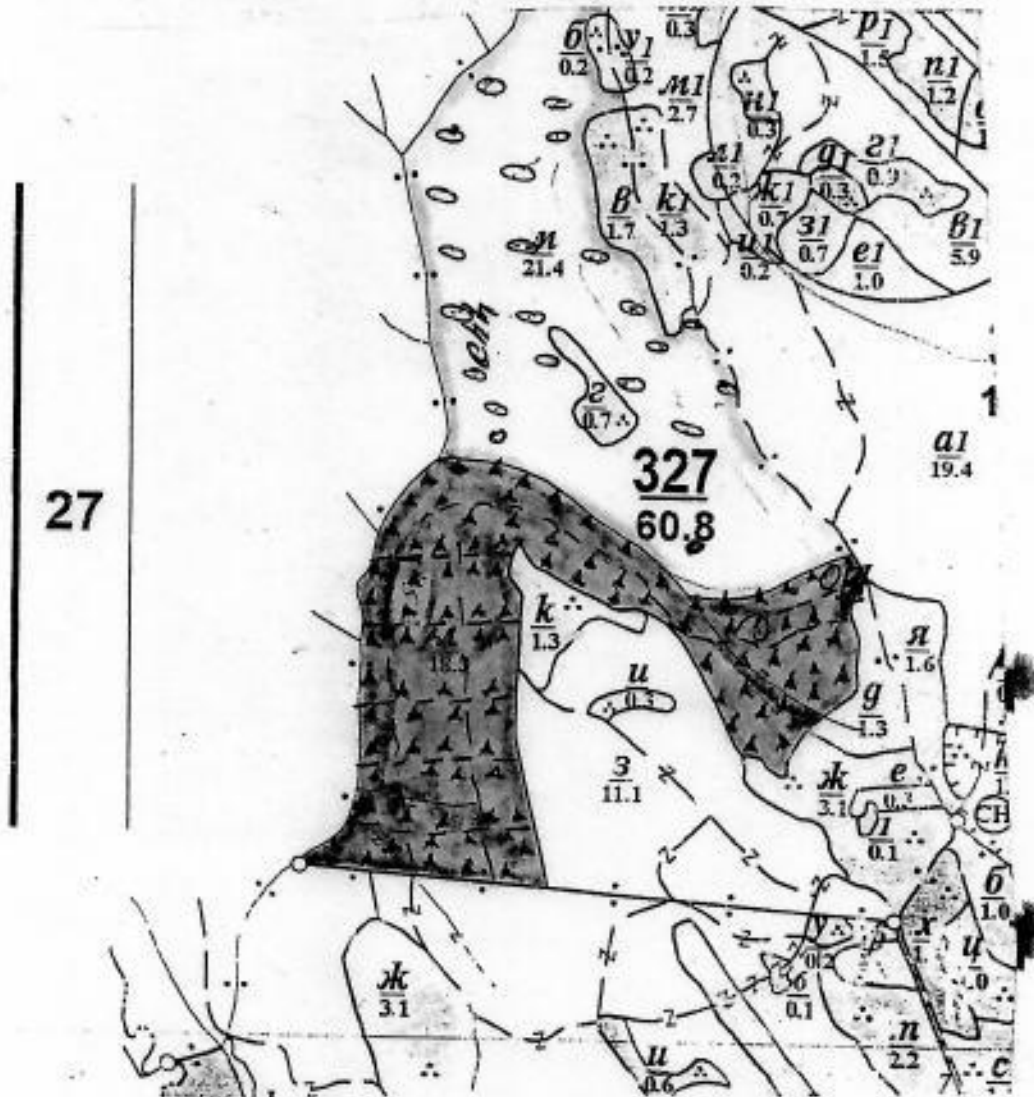 б
0.2
у1
0.2
0.3
р1
1.5
п1
1.2
м1
2.7
н1
0.3
л1
0.2
д1
0.3
г1
0.9
в
1.7
к1
1.3
к1
0.7
и1
0.2
з1
0.7
е1
1.0
в1
5.9
21.4
г
0.7
327
60.8
а1
19.4
1
27
к
1.3
и
0.3
я
1.6
д
1.3
з
11.1
ж
3.1
е
0.1
СН
б
1.0
х
ж
3.1
у
0.2
б
0.1
п
2.2
и
0.6
с